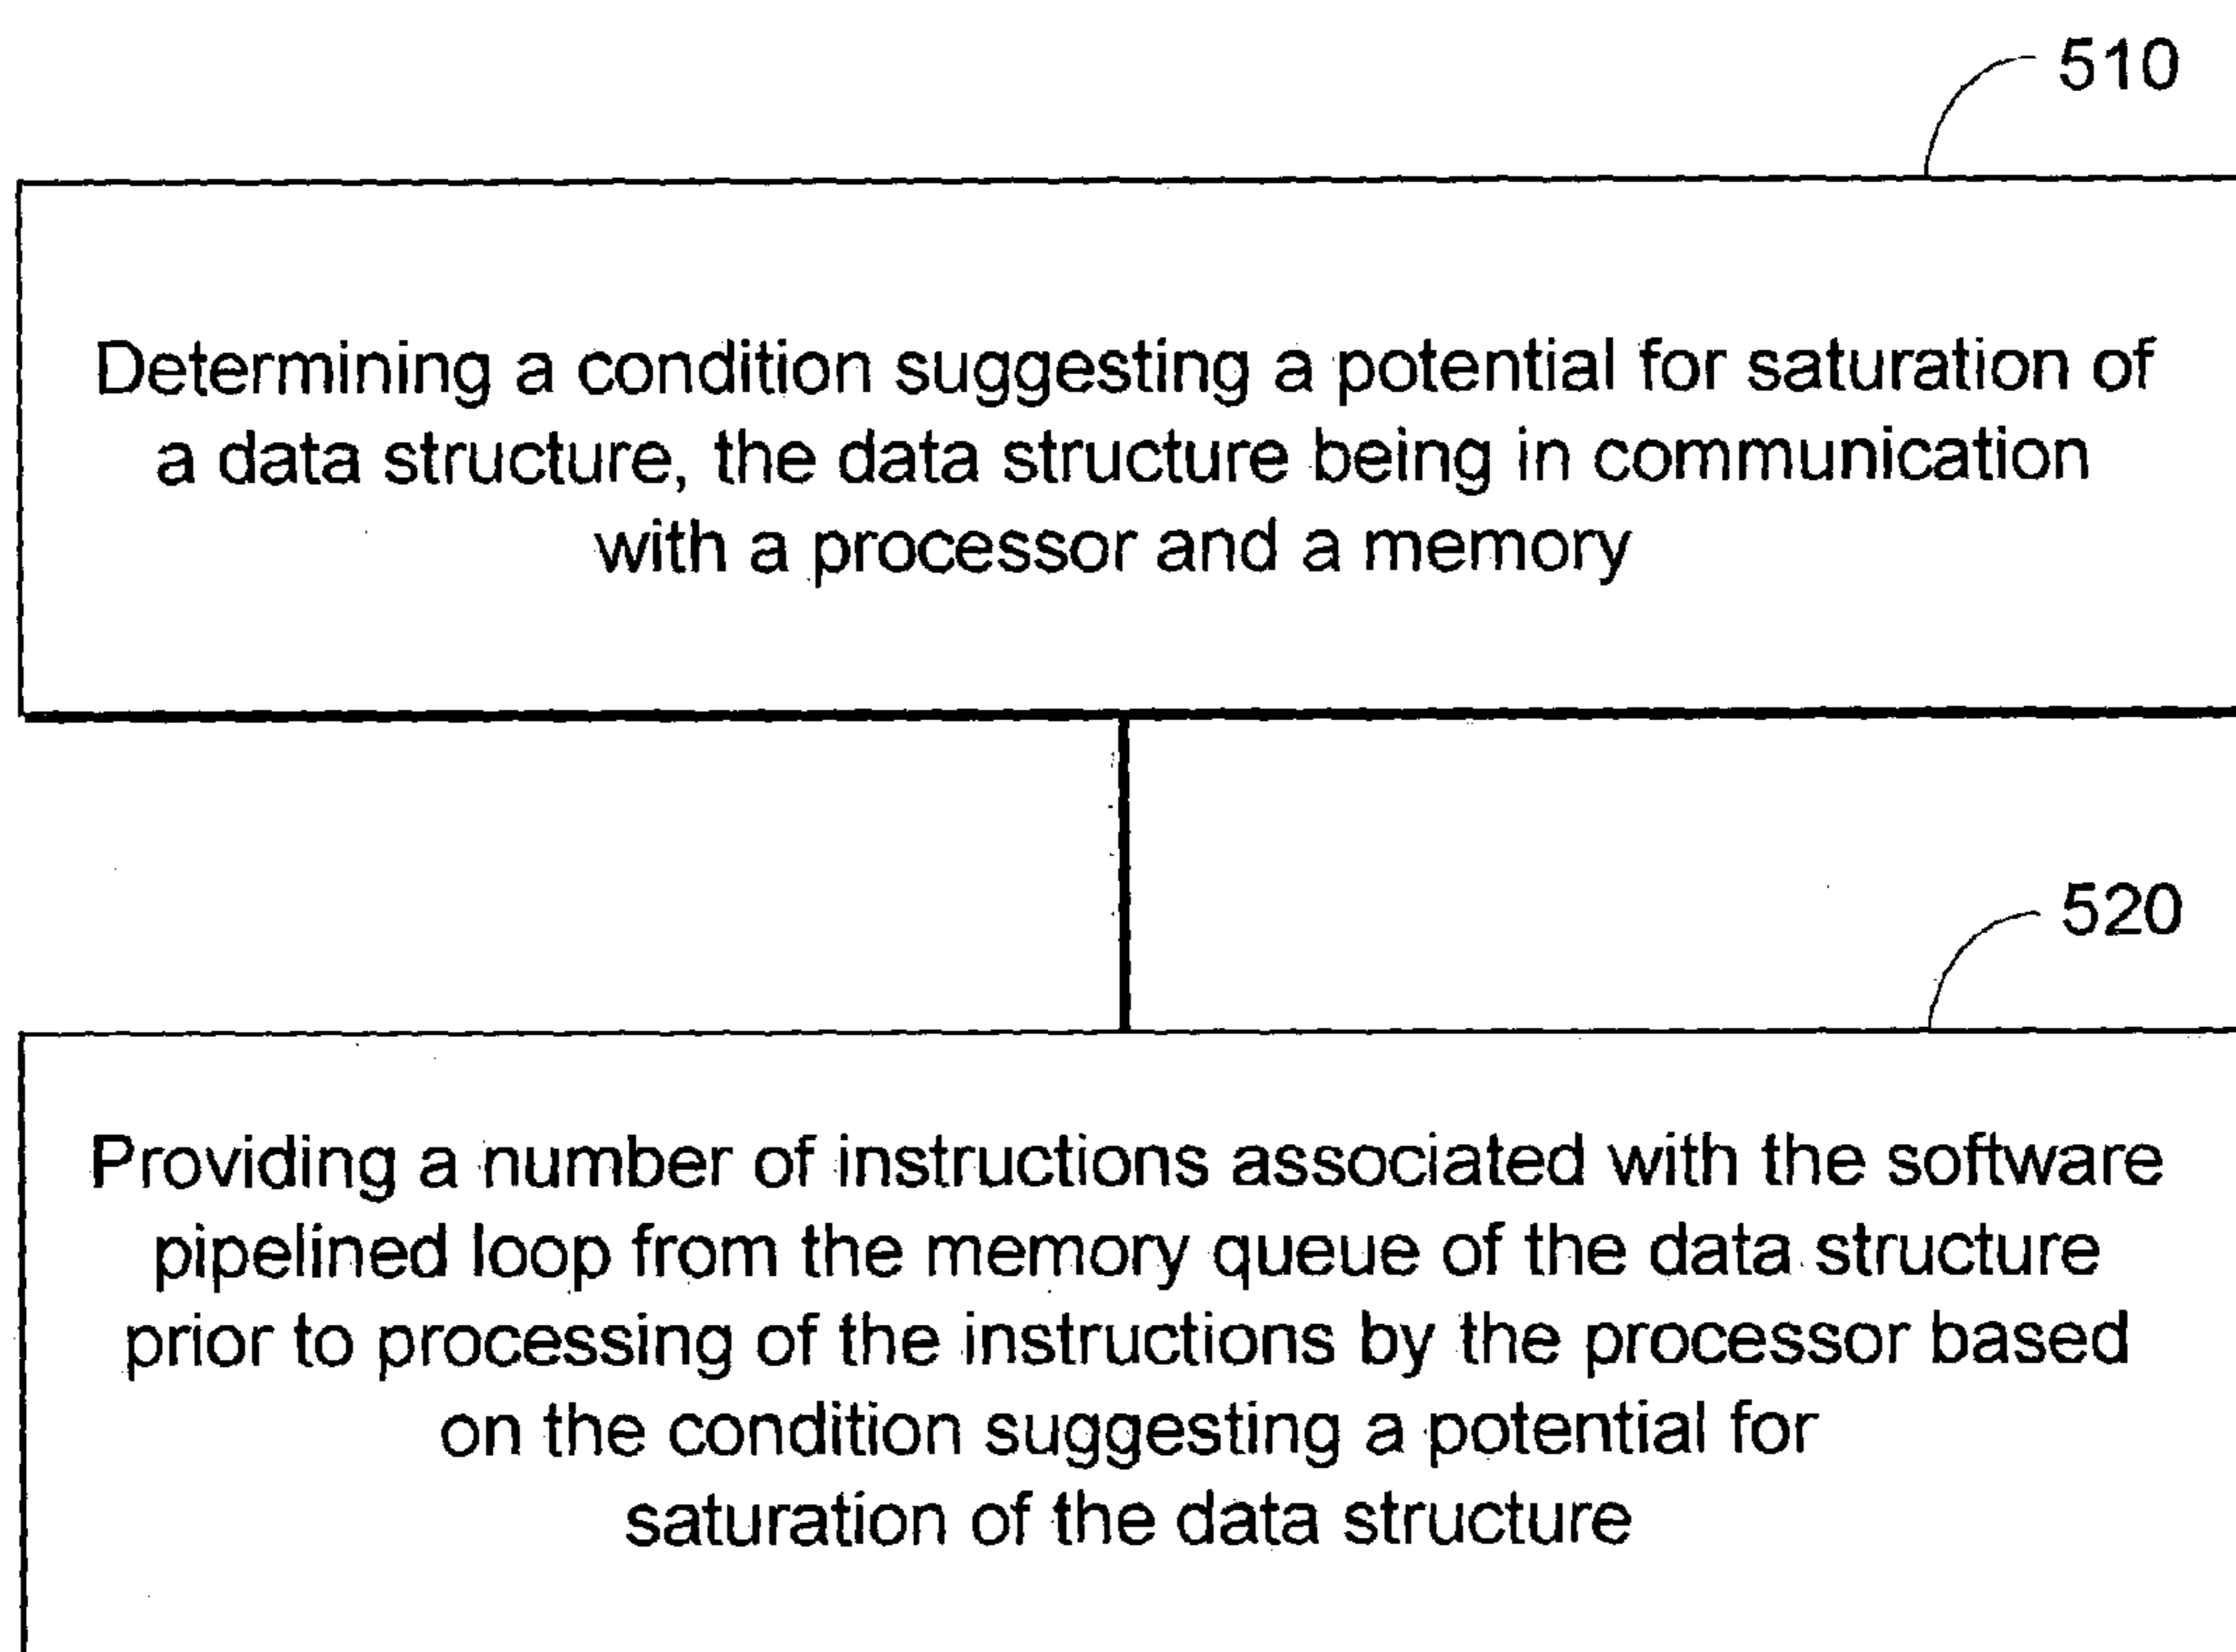 510
Determining a condition suggesting a potential for saturation of
a data structure, the data structure being in communication
with a processor and a memory
520
Providing a number of instructions associated with the software
pipelined loop from the memory queue of the data structure
prior to processing of the instructions by the processor based
on the condition suggesting a potential for
saturation of the data structure